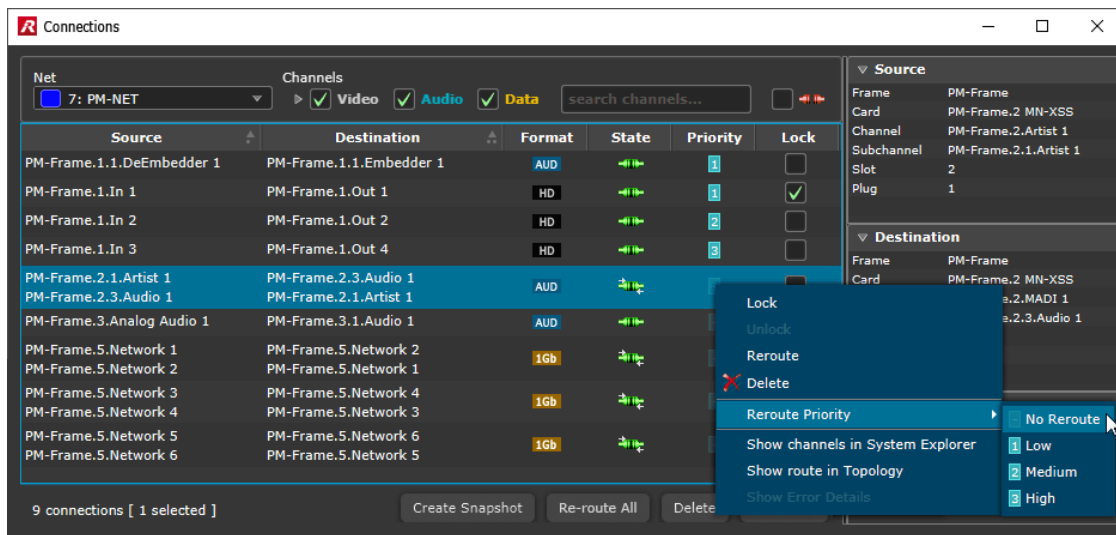 R Connections
Net
7: PM-NET
Channels
Video Audio Data search channels...
Source Destination Format State Priority Lock
PM-Frame.1.1.DeEmbedder 1 PM-Frame.1.1.Embedder 1 AUD 1
PM-Frame.1.In 1 PM-Frame.1.Out 1 HD 1
PM-Frame.1.In 2 PM-Frame.1.Out 2 HD 2
PM-Frame.1.In 3 PM-Frame.1.Out 4 HD 3
PM-Frame.2.1.Artist 1 PM-Frame.2.3.Audio 1 AUD
PM-Frame.2.3.Audio 1 PM-Frame.2.1.Artist 1
PM-Frame.3.Analog Audio 1 PM-Frame.3.1.Audio 1 AUD
PM-Frame.5.Network 1 PM-Frame.5.Network 2 1Gb
PM-Frame.5.Network 2 PM-Frame.5.Network 1
PM-Frame.5.Network 3 PM-Frame.5.Network 4 1Gb
PM-Frame.5.Network 4 PM-Frame.5.Network 3
PM-Frame.5.Network 5 PM-Frame.5.Network 6 1Gb
PM-Frame.5.Network 6 PM-Frame.5.Network 5
9 connections [ 1 selected ]
Create Snapshot Re-route All Delete
Source
Frame PM-Frame
Card PM-Frame.2 MN-XSS
Channel PM-Frame.2.Artist 1
Subchannel PM-Frame.2.1.Artist 1
Slot 2
Plug 1
Destination
Frame PM-Frame
Card PM-Frame.2 MN-XSS
e.2.MADI 1
e.2.3.Audio 1
Lock
Unlock
Reroute
Delete
Reroute Priority
Show channels in System Explorer
Show route in Topology
Show Error Details
No Reroute
1 Low
2 Medium
3 High